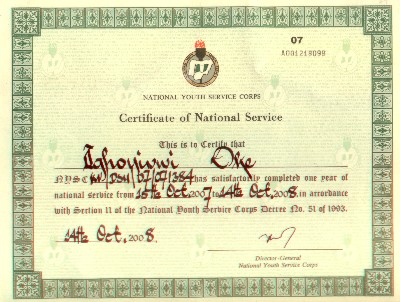 07
A001218099
NATIONAL YOUTH SERVICE CORPS
Certificate of National Service
This is to Certify that
Oke
NYSC has satisfactorily completed one year of
national service from 15th Oct. 2007 to 14th Oct. 2008. in accordance
with Section 11 of the National Youth Service Corps Decree No. 51 of 1993.
14th Oct. 2008.
Director-General
National Youth Service Corps